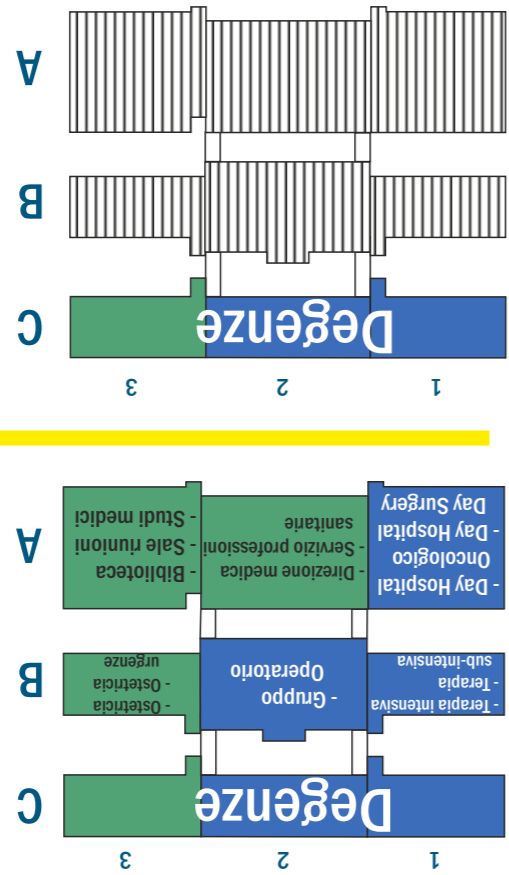 1 2 3
Degenze
C
- Terapia intensiva
- Terapia
sub-intensiva
- Gruppo
Operatorio
- Ostetricia
- Ostetricia
urgenze
B
- Day Hospital
Oncologico
- Day Hospital
Day Surgery
- Direzione medica
- Servizio professioni
sanitarie
- Biblioteca
- Sale riunioni
- Studi medici
A
1 2 3
Degenze
C
B
A